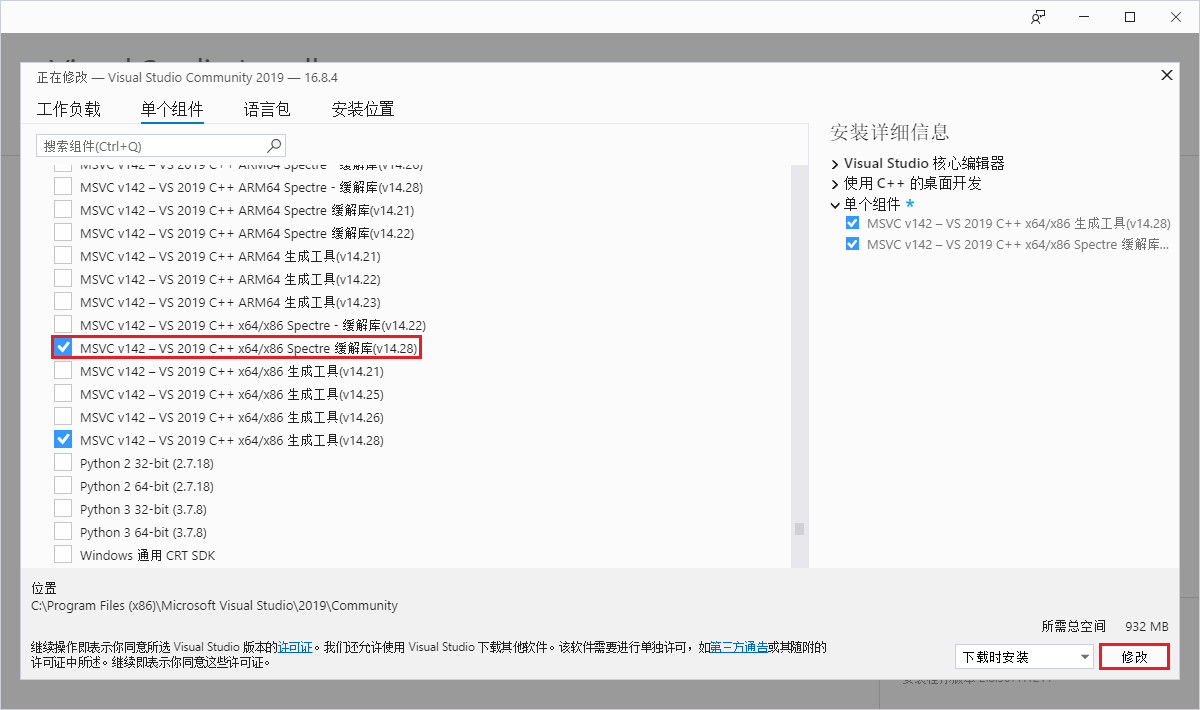 正在修改 — Visual Studio Community 2019 — 16.8.4
工作负载 单个组件 语言包 安装位置
搜索组件(Ctrl+Q)
MSVC v142 – VS 2019 C++ ARM64 Spectre - 缓解库(v14.26)
MSVC v142 – VS 2019 C++ ARM64 Spectre - 缓解库(v14.28)
MSVC v142 – VS 2019 C++ ARM64 Spectre 缓解库(v14.21)
MSVC v142 – VS 2019 C++ ARM64 Spectre 缓解库(v14.22)
MSVC v142 – VS 2019 C++ ARM64 生成工具(v14.21)
MSVC v142 – VS 2019 C++ ARM64 生成工具(v14.22)
MSVC v142 – VS 2019 C++ ARM64 生成工具(v14.23)
MSVC v142 – VS 2019 C++ x64/x86 Spectre - 缓解库(v14.22)
MSVC v142 – VS 2019 C++ x64/x86 Spectre 缓解库(v14.28)
MSVC v142 – VS 2019 C++ x64/x86 生成工具(v14.21)
MSVC v142 – VS 2019 C++ x64/x86 生成工具(v14.25)
MSVC v142 – VS 2019 C++ x64/x86 生成工具(v14.26)
MSVC v142 – VS 2019 C++ x64/x86 生成工具(v14.28)
Python 2 32-bit (2.7.18)
Python 2 64-bit (2.7.18)
Python 3 32-bit (3.7.8)
Python 3 64-bit (3.7.8)
Windows 通用 CRT SDK
安装详细信息
Visual Studio 核心编辑器
使用 C++ 的桌面开发
单个组件 *
MSVC v142 – VS 2019 C++ x64/x86 生成工具(v14.28)
MSVC v142 – VS 2019 C++ x64/x86 Spectre 缓解库...
位置
C:\Program Files (x86)\Microsoft Visual Studio\2019\Community
所需总空间 932 MB
继续操作即表示你同意所选 Visual Studio 版本的许可证。我们还允许使用 Visual Studio 下载其他软件。该软件需要进行单独许可，如第三方通告或其随附的
许可证中所述。继续即表示你同意这些许可证。
下载时安装
修改